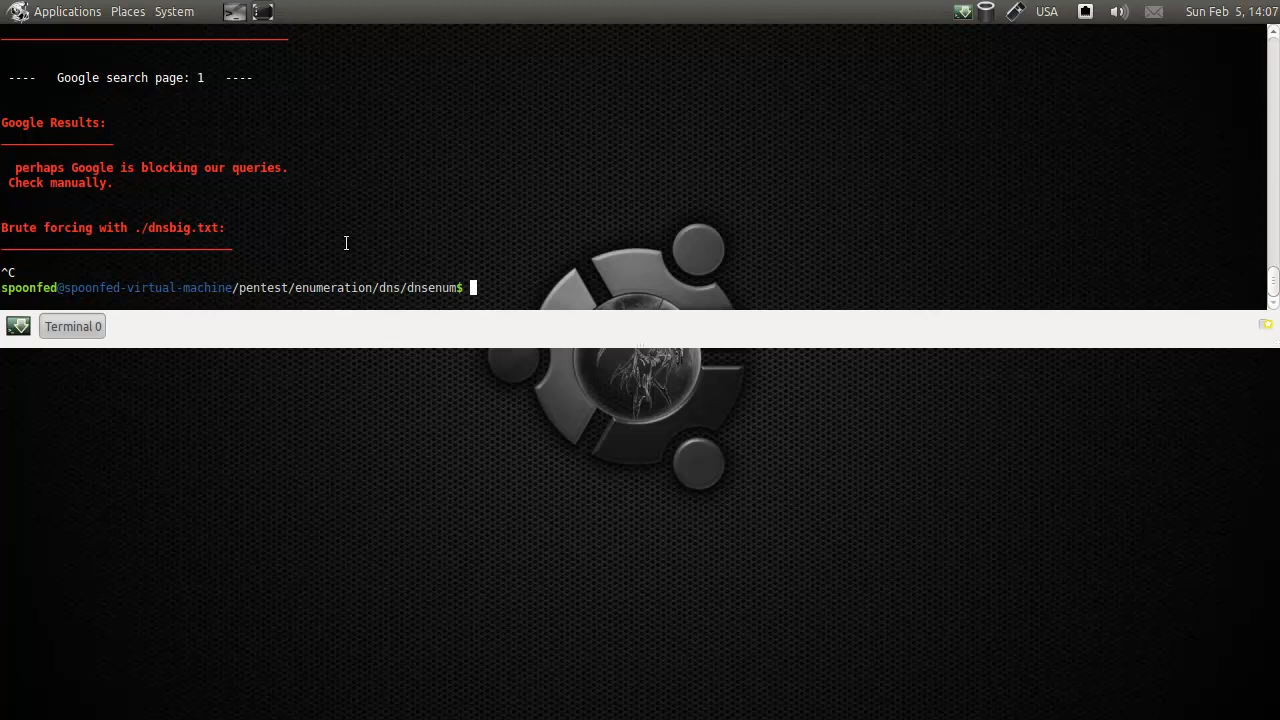 Applications Places System USA Sun Feb 5, 14:07
---- Google search page: 1 ----
Google Results:
perhaps Google is blocking our queries.
Check manually.
Brute forcing with ./dnsbig.txt:
^C
spoonfed@spoonfed-virtual-machine/pentest/enumeration/dns/dnsenum$
Terminal 0